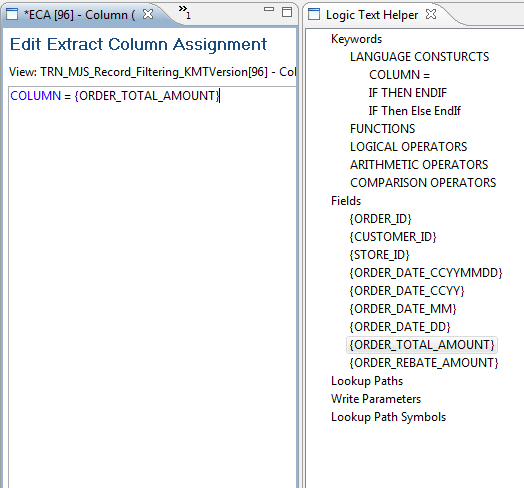 *ECA [96] - Column (
»1
Edit Extract Column Assignment
View: TRN_MJS_Record_Filtering_KMTVersion[96] - Col
COLUMN = {ORDER_TOTAL_AMOUNT}
Logic Text Helper
Keywords
LANGUAGE CONSTURCTS
COLUMN =
IF THEN ENDIF
IF Then Else EndIf
FUNCTIONS
LOGICAL OPERATORS
ARITHMETIC OPERATORS
COMPARISON OPERATORS
Fields
{ORDER_ID}
{CUSTOMER_ID}
{STORE_ID}
{ORDER_DATE_CCYYMMDD}
{ORDER_DATE_CCYY}
{ORDER_DATE_MM}
{ORDER_DATE_DD}
{ORDER_TOTAL_AMOUNT}
{ORDER_REBATE_AMOUNT}
Lookup Paths
Write Parameters
Lookup Path Symbols